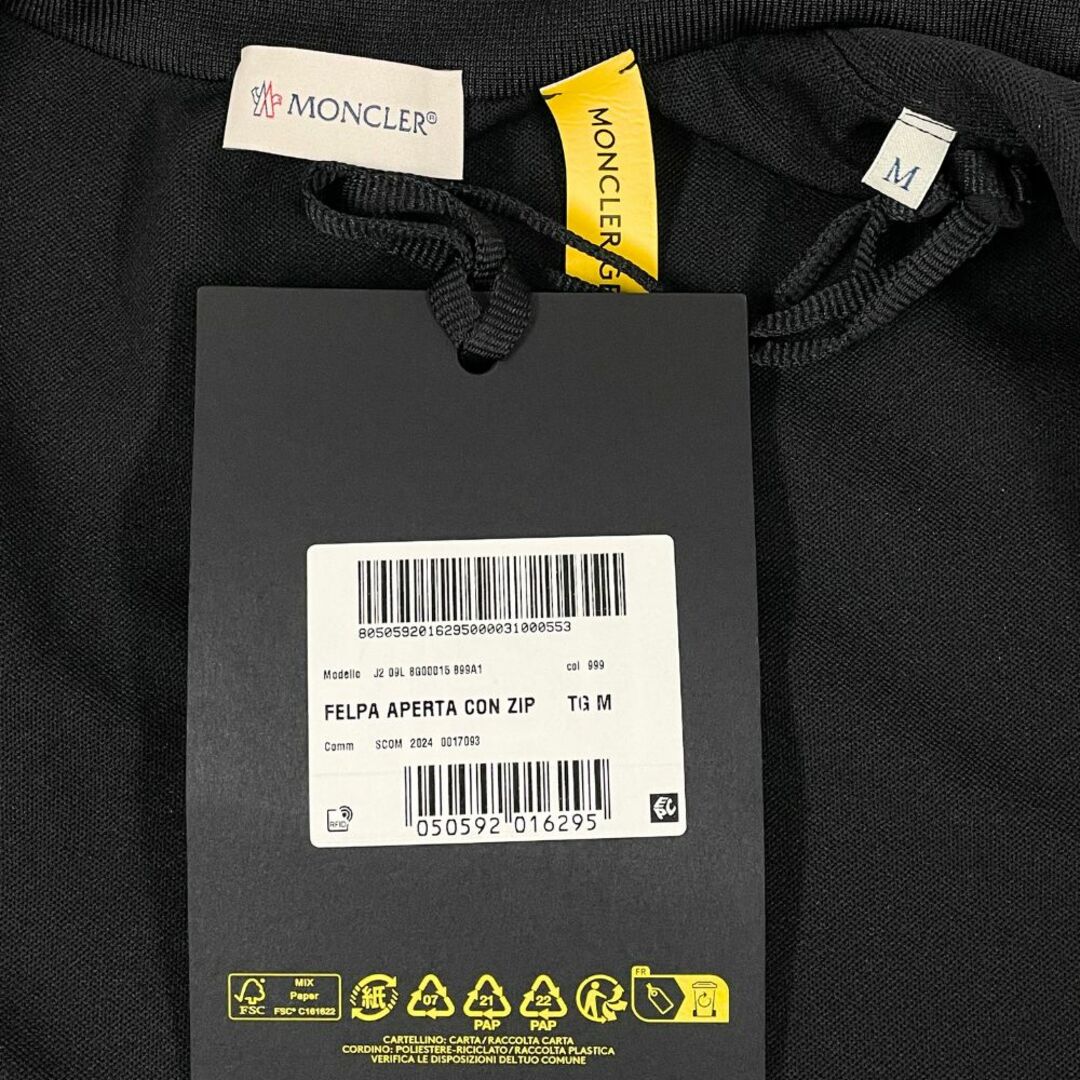 MONCLER®
MONCLER GE
M
8050592016295000031000553
Modello J2 09L 8G00015 899A1 col 999
FELPA APERTA CON ZIP TG M
Comm SCOM 2024 0017093
050592 016295
RFID
EPC
FSC
MIX
Paper
FSC® C161622
紙
07
21
PAP
22
PAP
FR
CARTELLINO: CARTA/RACCOLTA CARTA
CORDINO: POLIESTERE-RICICLATO/RACCOLTA PLASTICA
VERIFICA LE DISPOSIZIONI DEL TUO COMUNE